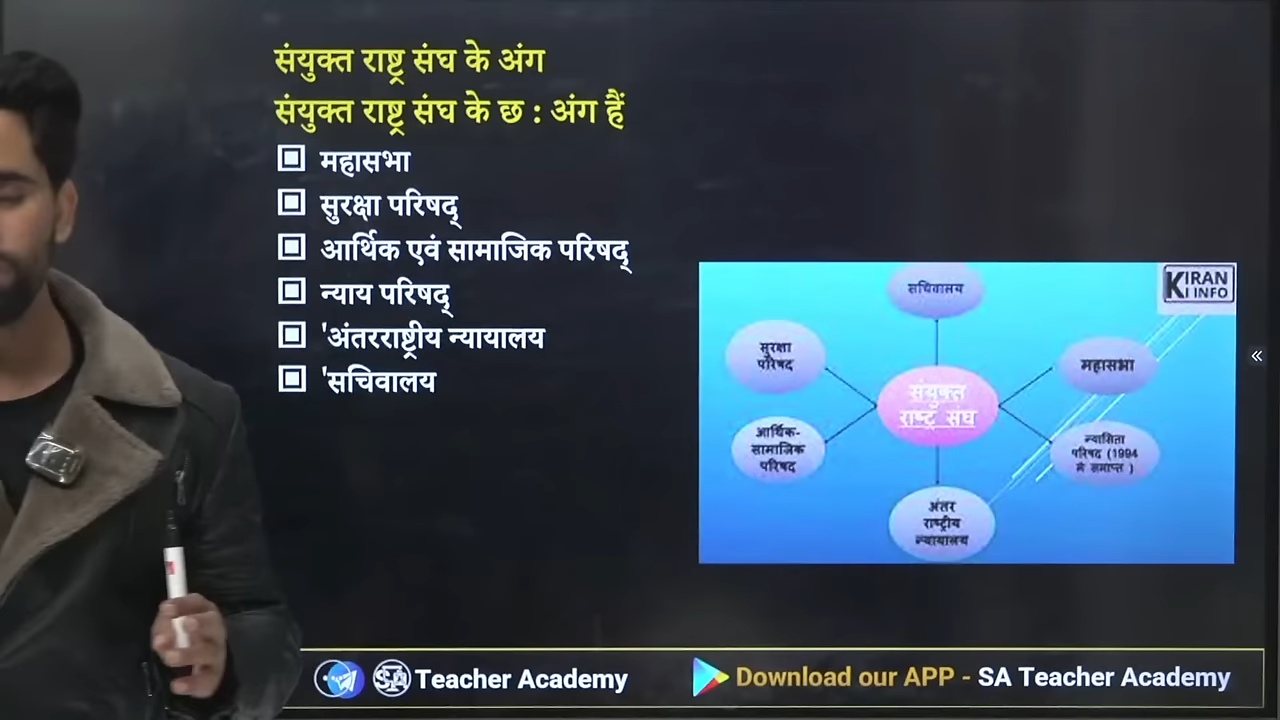 संयुक्त राष्ट्र संघ के अंग
संयुक्त राष्ट्र संघ के छ : अंग हैं
महासभा
सुरक्षा परिषद्
आर्थिक एवं सामाजिक परिषद्
न्याय परिषद्
'अंतरराष्ट्रीय न्यायालय
'सचिवालय
KIRAN
KI INFO
सचिवालय
सुरक्षा
परिषद
महासभा
संयुक्त
राष्ट्र संघ
आर्थिक-
सामाजिक
परिषद
न्यासिता
परिषद (1994
मे समाप्त )
अंतर
राष्ट्रीय
न्यायालय
SA Teacher Academy
Download our APP - SA Teacher Academy